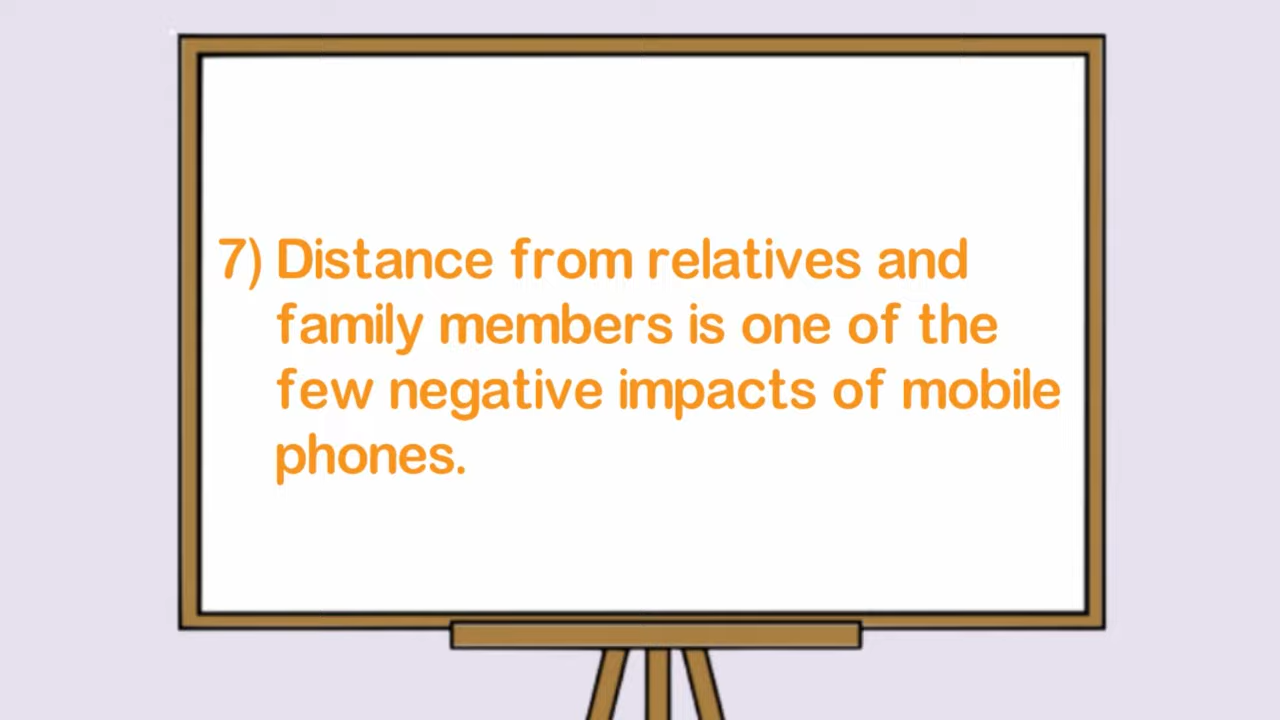 7) Distance from relatives and
family members is one of the
few negative impacts of mobile
phones.